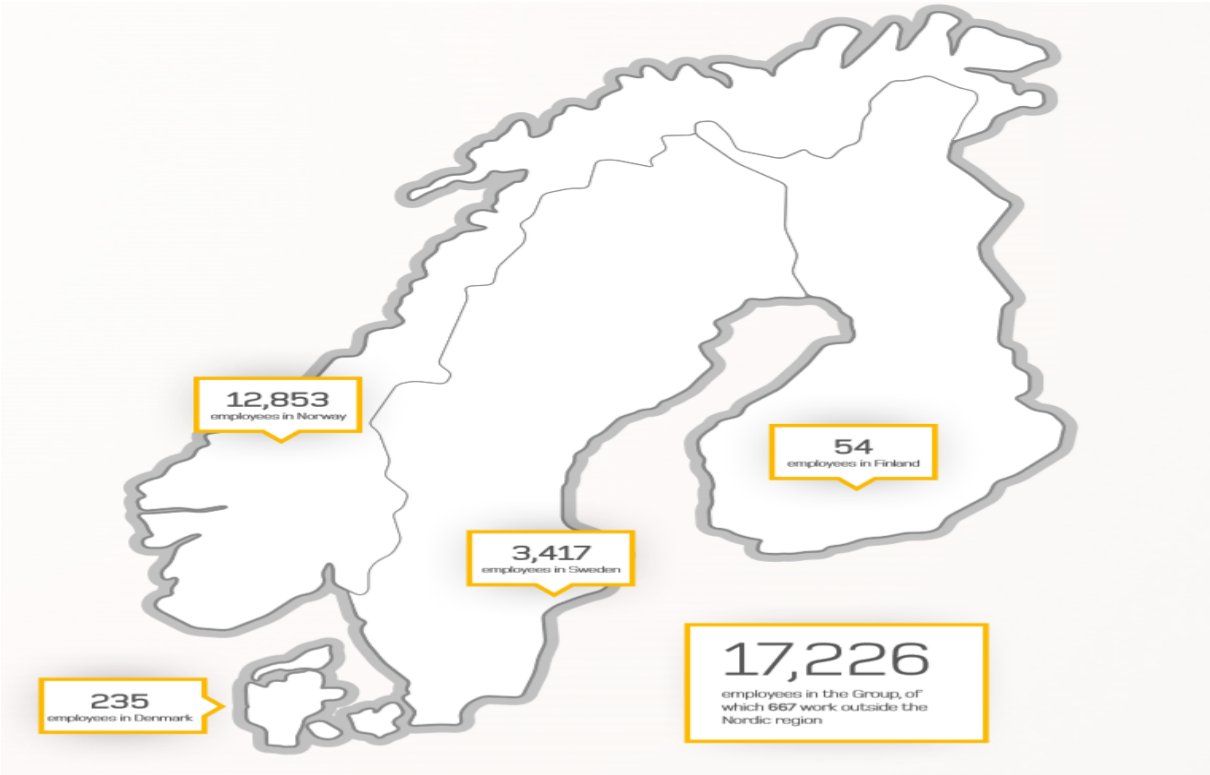 12,853
employees in Norway
54
employees in Finland
3,417
employees in Sweden
17,226
employees in the Group, of
which 667 work outside the
Nordic region
235
employees in Denmark